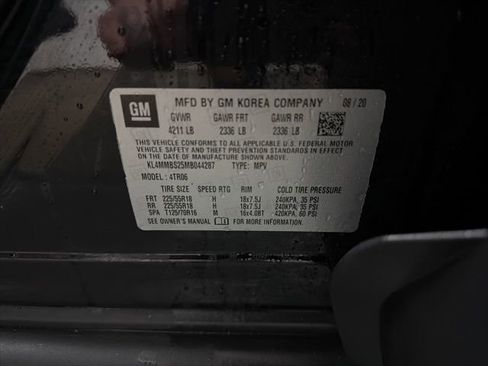 GM
MFD BY GM KOREA COMPANY 08/20
GVWR GAWR FRT GAWR RR
4211 LB 2336 LB 2336 LB
THIS VEHICLE CONFORMS TO ALL APPLICABLE U.S. FEDERAL MOTOR
VEHICLE SAFETY AND THEFT PREVENTION STANDARDS IN EFFECT ON
THE DATE OF MANUFACTURE SHOWN ABOVE.
KL4MMBS25MB044287 TYPE: MPV
MODEL: 4TR06
TIRE SIZE SPEED RTG RIM COLD TIRE PRESSURE
FRT 225/55R18 H 18x7.5J 240KPA, 35 PSI
RR 225/55R18 H 18x7.5J 240KPA, 35 PSI
SPA T125/70R16 M 16x4.0BT 420KPA, 60 PSI
SEE OWNER'S MANUAL FOR MORE INFORMATION.